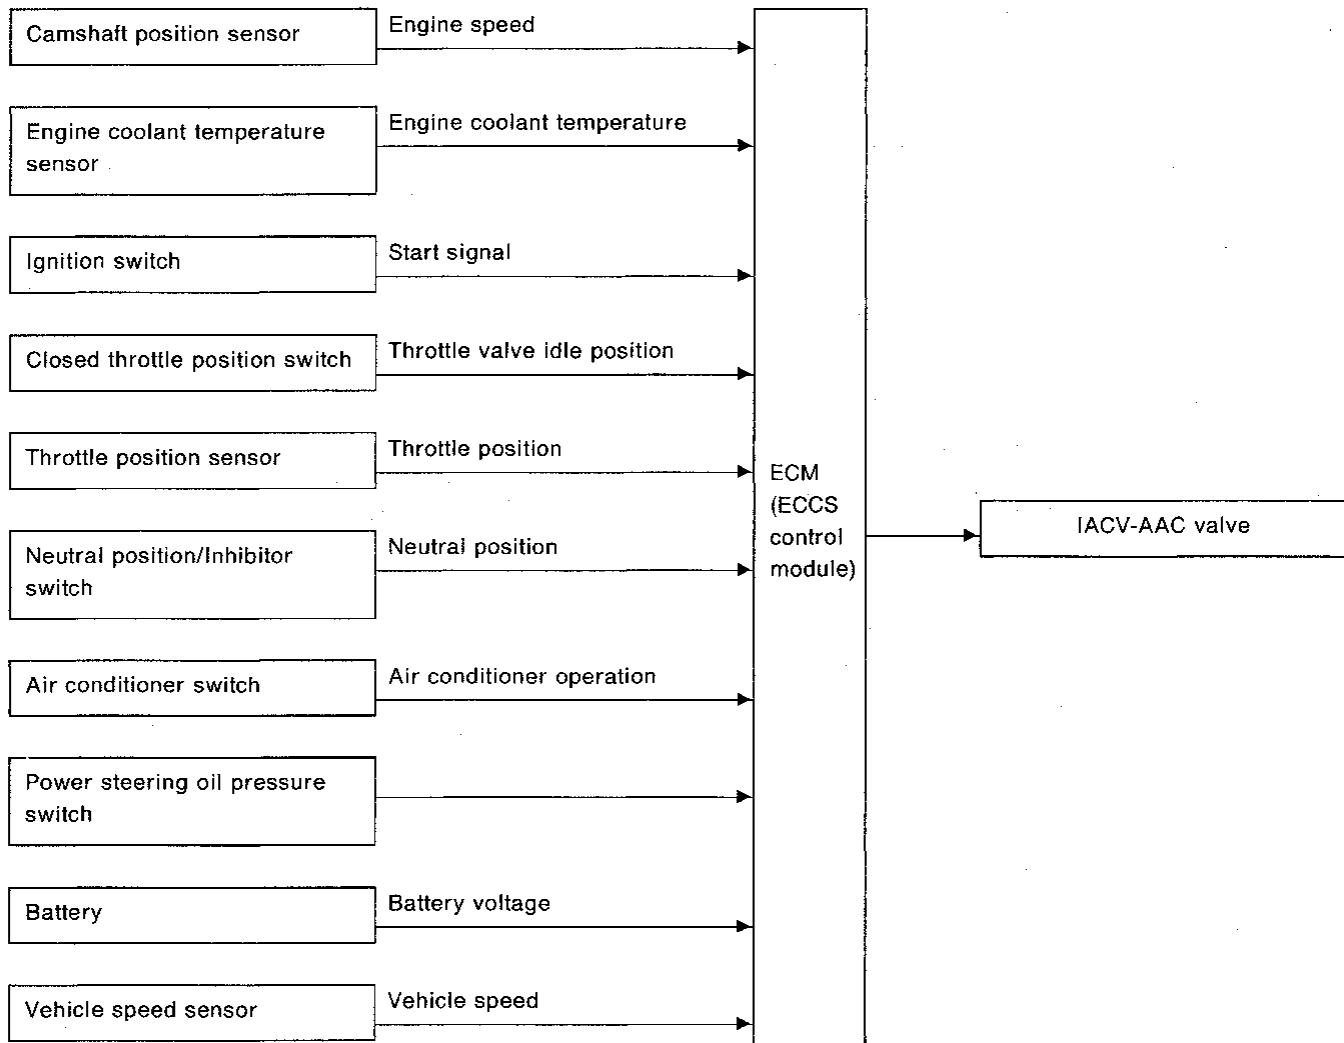 Camshaft position sensor
Engine speed
Engine coolant temperature
sensor
Engine coolant temperature
Ignition switch
Start signal
Closed throttle position switch
Throttle valve idle position
Throttle position sensor
Throttle position
Neutral position/Inhibitor
switch
Neutral position
Air conditioner switch
Air conditioner operation
Power steering oil pressure
switch
Battery
Battery voltage
Vehicle speed sensor
Vehicle speed
ECM
(ECCS
control
module)
IACV-AAC valve